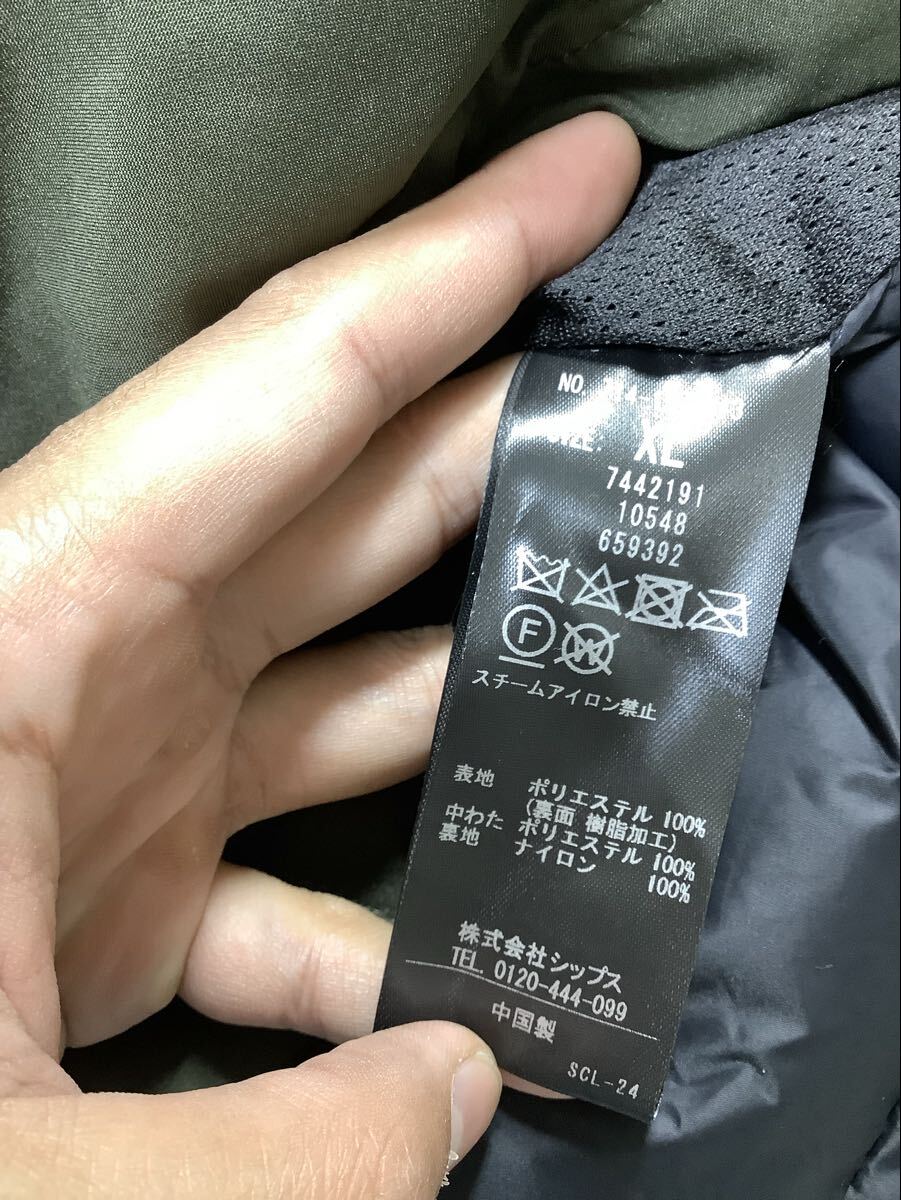 NO.
SIZE. XL
7442191
10548
659392
F
W
スチームアイロン禁止
表地 ポリエステル 100%
(裏面 樹脂加工)
中わた ポリエステル 100%
裏地 ナイロン 100%
株式会社シップス
TEL. 0120-444-099
中国製
SCL-24